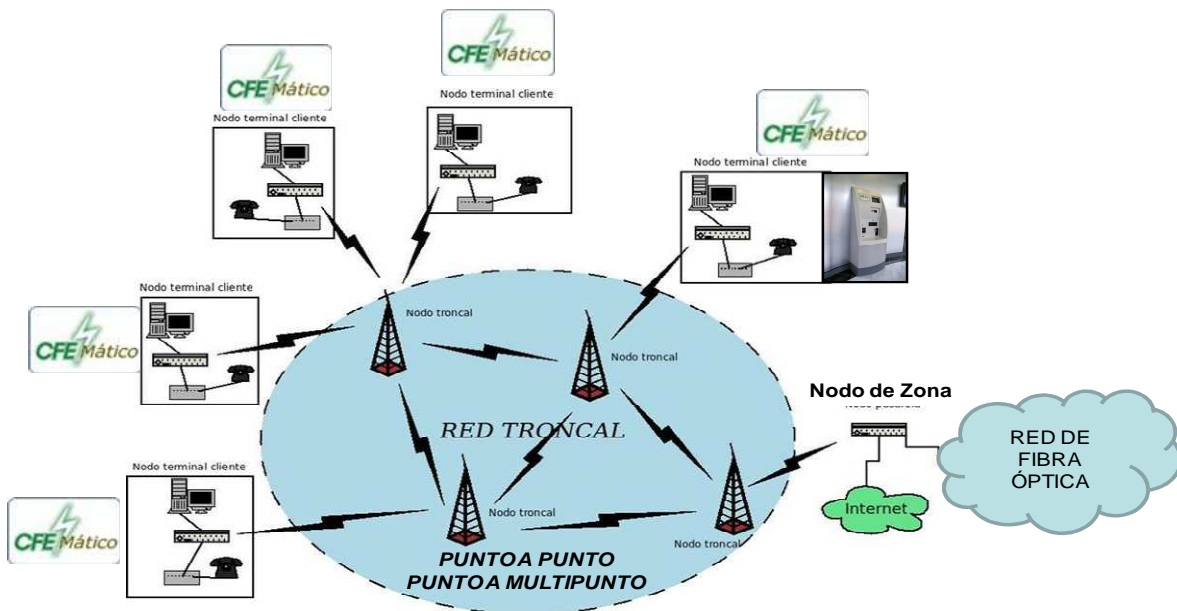 CFE Mático
CFE Mático
CFE Mático
CFE Mático
CFE Mático
Nodo terminal cliente
Nodo terminal cliente
Nodo terminal cliente
Nodo terminal cliente
Nodo terminal cliente
Nodo troncal
Nodo troncal
Nodo troncal
Nodo troncal
RED TRONCAL
PUNTO A PUNTO
PUNTO A MULTIPUNTO
Nodo de Zona
Internet
RED DE
FIBRA
ÓPTICA